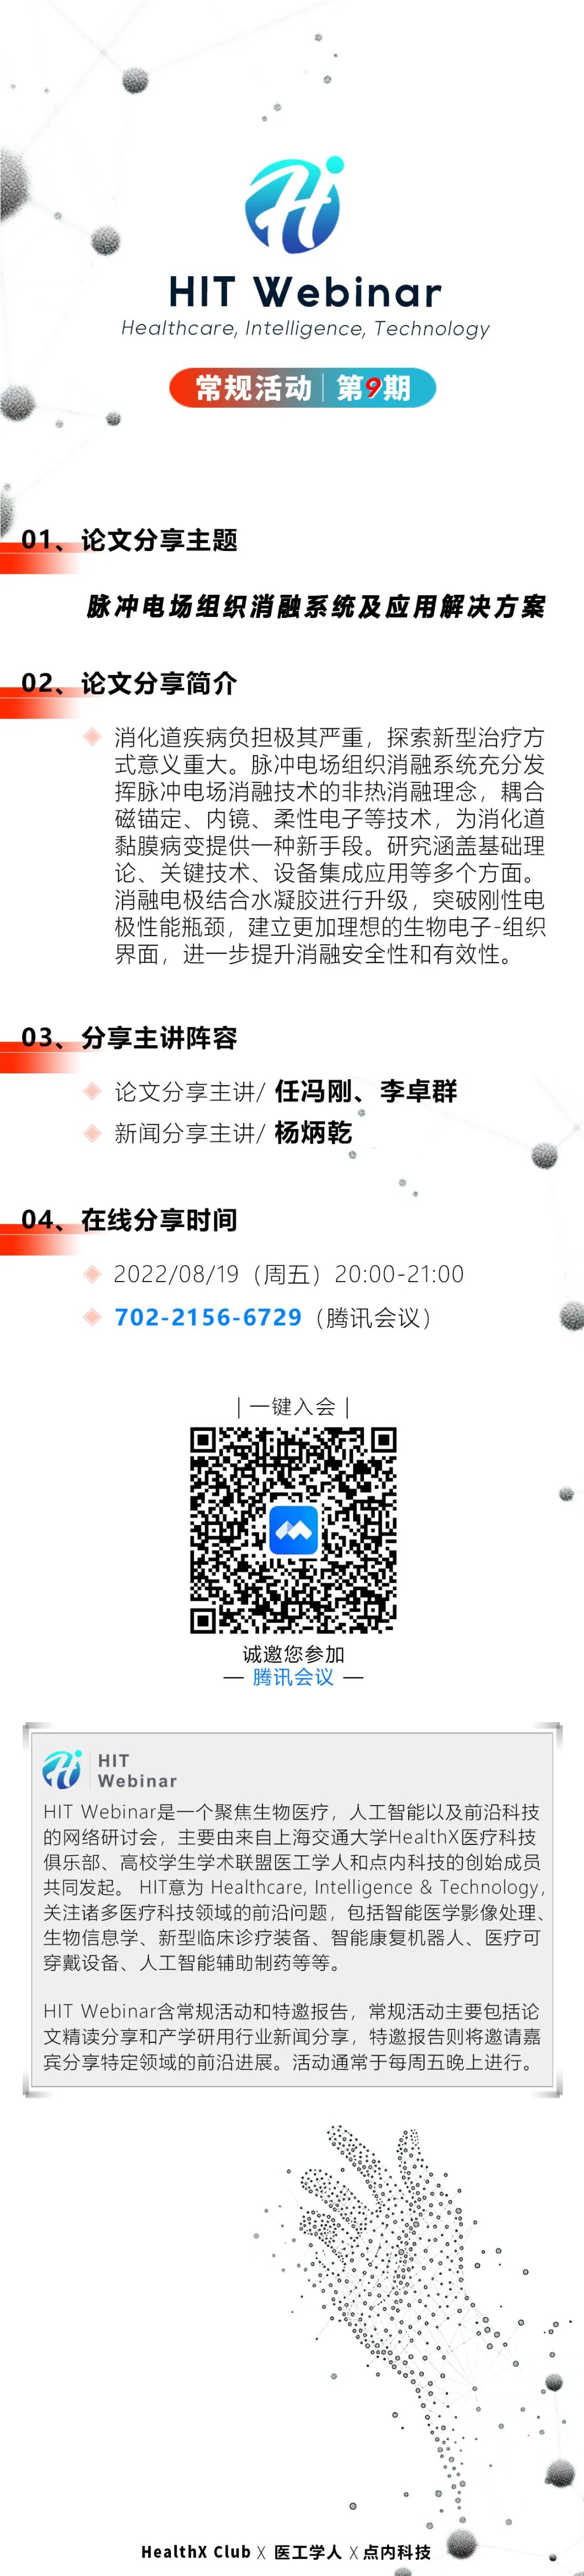 HIT Webinar
Healthcare, Intelligence, Technology
常规活动｜第9期
01、论文分享主题
脉冲电场组织消融系统及应用解决方案
02、论文分享简介
消化道疾病负担极其严重，探索新型治疗方
式意义重大。脉冲电场组织消融系统充分发
挥脉冲电场消融技术的非热消融理念，耦合
磁锚定、内镜、柔性电子等技术，为消化道
黏膜病变提供一种新手段。研究涵盖基础理
论、关键技术、设备集成应用等多个方面。
消融电极结合水凝胶进行升级，突破刚性电
极性能瓶颈，建立更加理想的生物电子-组织
界面，进一步提升消融安全性和有效性。
03、分享主讲阵容
论文分享主讲/ 任冯刚、李卓群
新闻分享主讲/ 杨炳乾
04、在线分享时间
2022/08/19（周五）20:00-21:00
702-2156-6729（腾讯会议）
| 一键入会 |
诚邀您参加
— 腾讯会议 —
HIT
Webinar
HIT Webinar是一个聚焦生物医疗，人工智能以及前沿科技
的网络研讨会，主要由来自上海交通大学HealthX医疗科技
俱乐部、高校学生学术联盟医工学人和点内科技的创始成员
共同发起。 HIT意为 Healthcare, Intelligence & Technology,
关注诸多医疗科技领域的前沿问题，包括智能医学影像处理、
生物信息学、新型临床诊疗装备、智能康复机器人、医疗可
穿戴设备、人工智能辅助制药等等。
HIT Webinar含常规活动和特邀报告，常规活动主要包括论
文精读分享和产学研用行业新闻分享，特邀报告则将邀请嘉
宾分享特定领域的前沿进展。活动通常于每周五晚上进行。
HealthX Club X 医工学人 X 点内科技